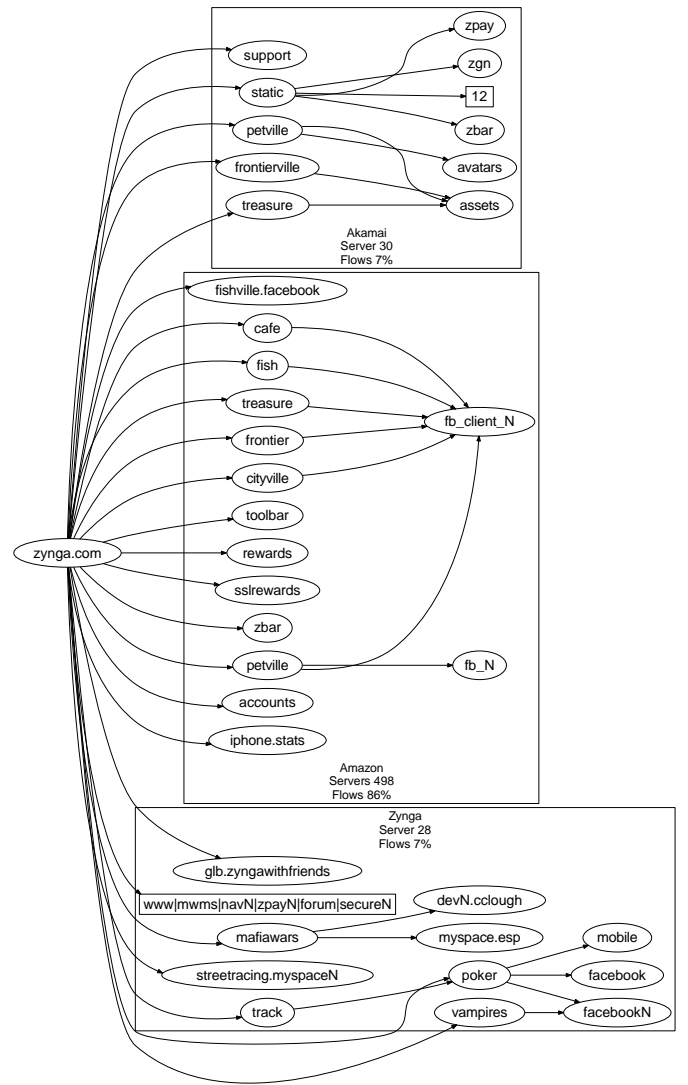 zpay
support
zgn
static
12
petville
zbar
frontierville
avatars
treasure
assets
Akamai
Server 30
Flows 7%
fishville.facebook
cafe
fish
treasure
fb_client_N
frontier
cityville
toolbar
zynga.com
rewards
sslrewards
zbar
petville
fb_N
accounts
iphone.stats
Amazon
Servers 498
Flows 86%
Zynga
Server 28
Flows 7%
glb.zyngawithfriends
devN.cclough
www|mwms|navN|zpayN|forum|secureN
mafiawars
myspace.esp
mobile
streetracing.myspaceN
poker
facebook
track
vampires
facebookN